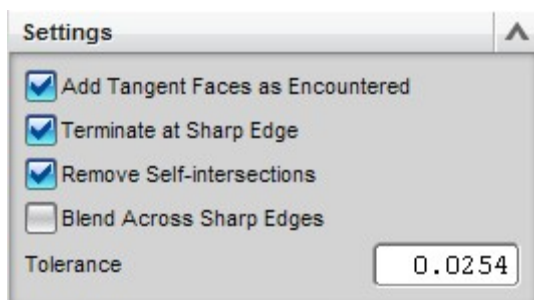 Settings
Add Tangent Faces as Encountered
Terminate at Sharp Edge
Remove Self-intersections
Blend Across Sharp Edges
Tolerance 0.0254